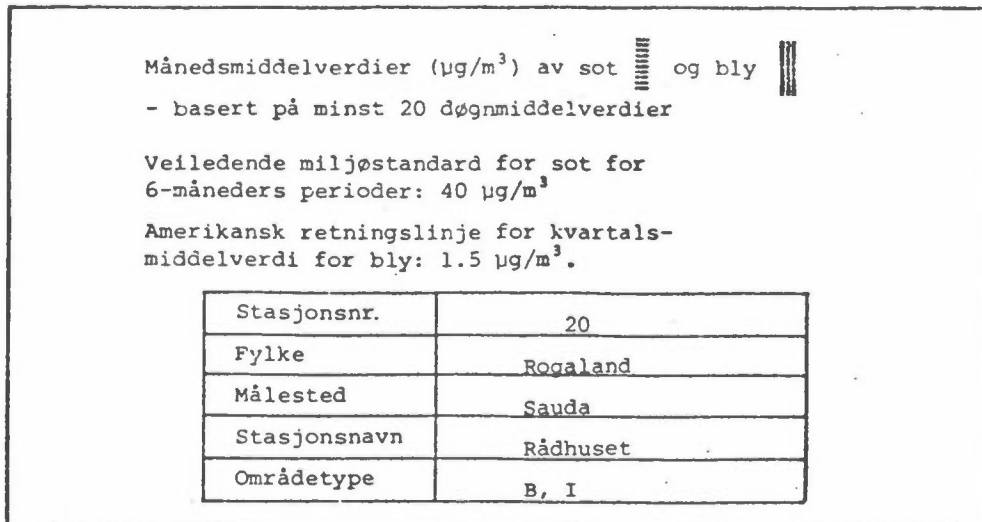 Månedsmiddelverdier (µg/m³) av sot og bly
- basert på minst 20 døgnmiddelverdier
Veiledende miljøstandard for sot for
6-måneders perioder: 40 µg/m³
Amerikansk retningslinje for kvartals-
middelverdi for bly: 1.5 µg/m³.
Stasjonsnr. 20
Fylke Rogaland
Målested Sauda
Stasjonsnavn Rådhuset
Områdetype B, I